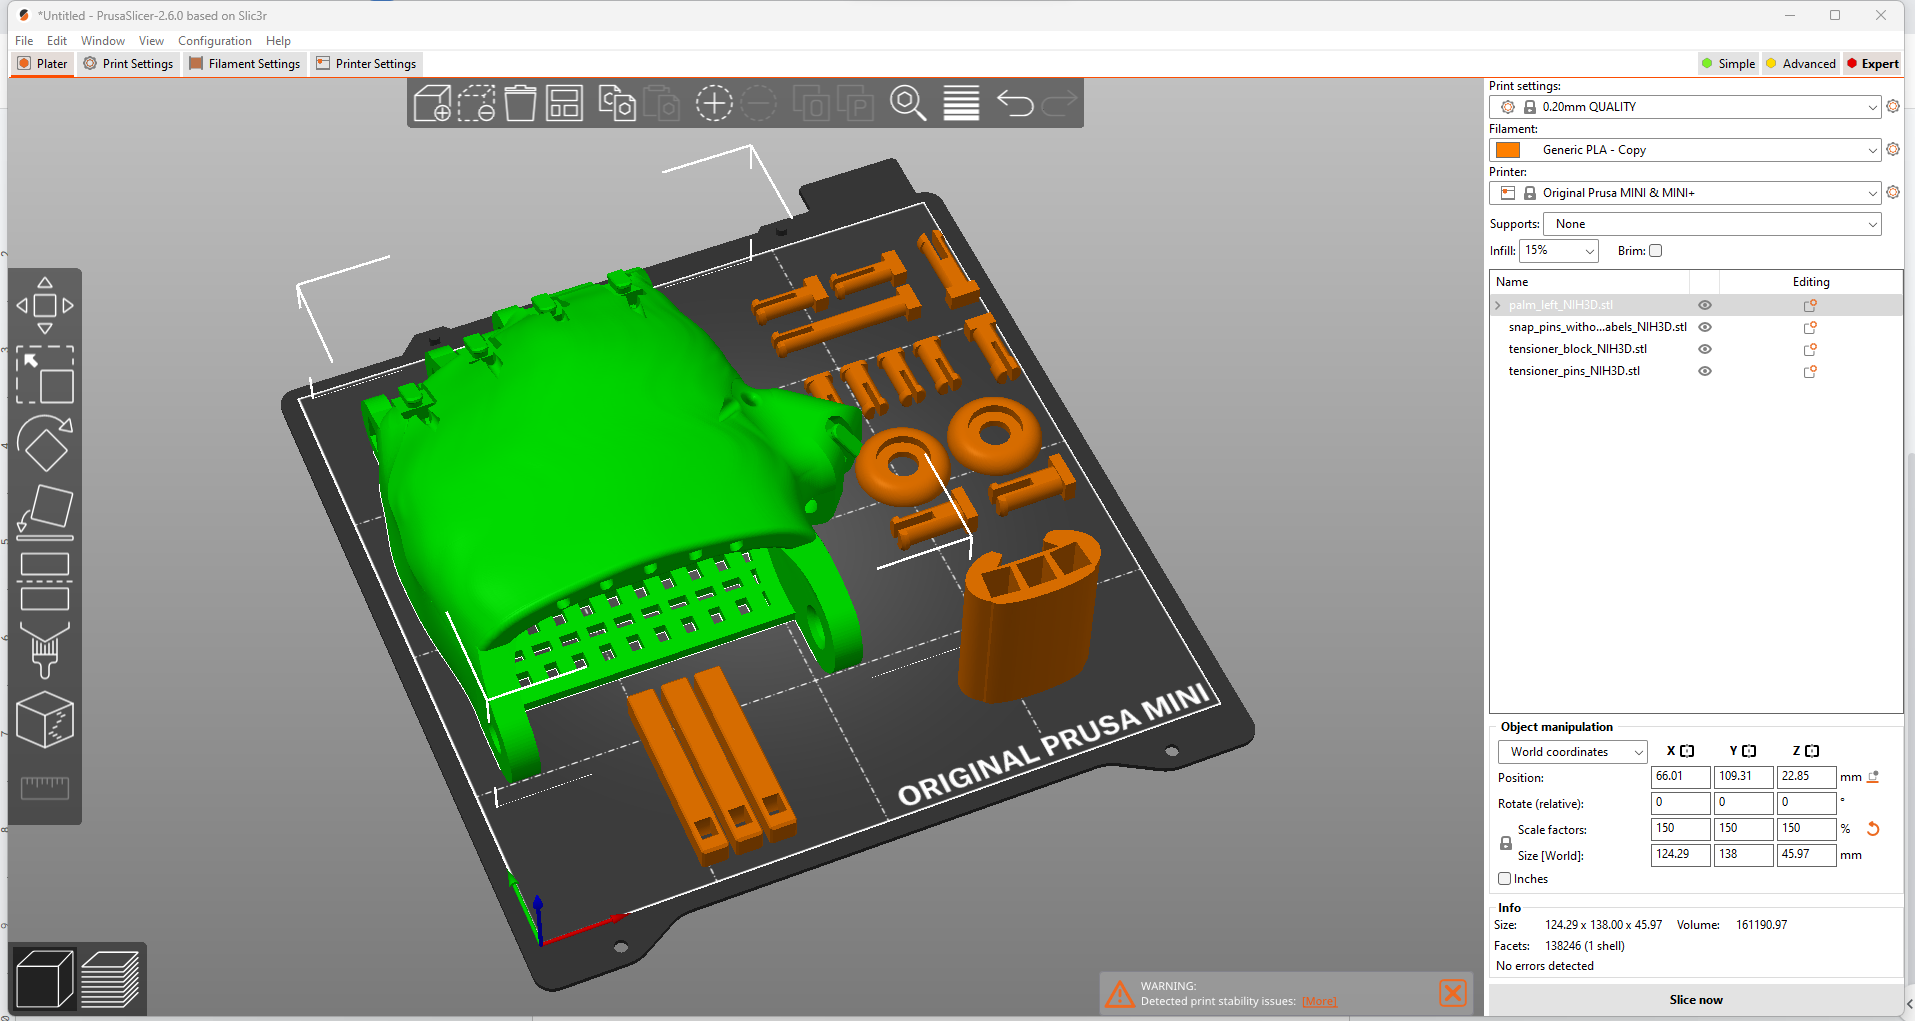 *Untitled - PrusaSlicer-2.6.0 based on Slic3r
File Edit Window View Configuration Help
Plater Print Settings Filament Settings Printer Settings Simple Advanced Expert
Print settings:
0.20mm QUALITY
Filament:
Generic PLA - Copy
Printer:
Original Prusa MINI & MINI+
Supports: None
Infill: 15% Brim:
Name Editing
palm_left_NIH3D.stl
snap_pins_witho...abels_NIH3D.stl
tensioner_block_NIH3D.stl
tensioner_pins_NIH3D.stl
ORIGINAL PRUSA MINI
Object manipulation
World coordinates X Y Z
Position: 66.01 109.31 22.85 mm
Rotate (relative): 0 0 0 °
Scale factors: 150 150 150 %
Size [World]: 124.29 138 45.97 mm
Inches
Info
Size: 124.29 x 138.00 x 45.97 Volume: 161190.97
Facets: 138246 (1 shell)
No errors detected
WARNING:
Detected print stability issues: [More]
Slice now